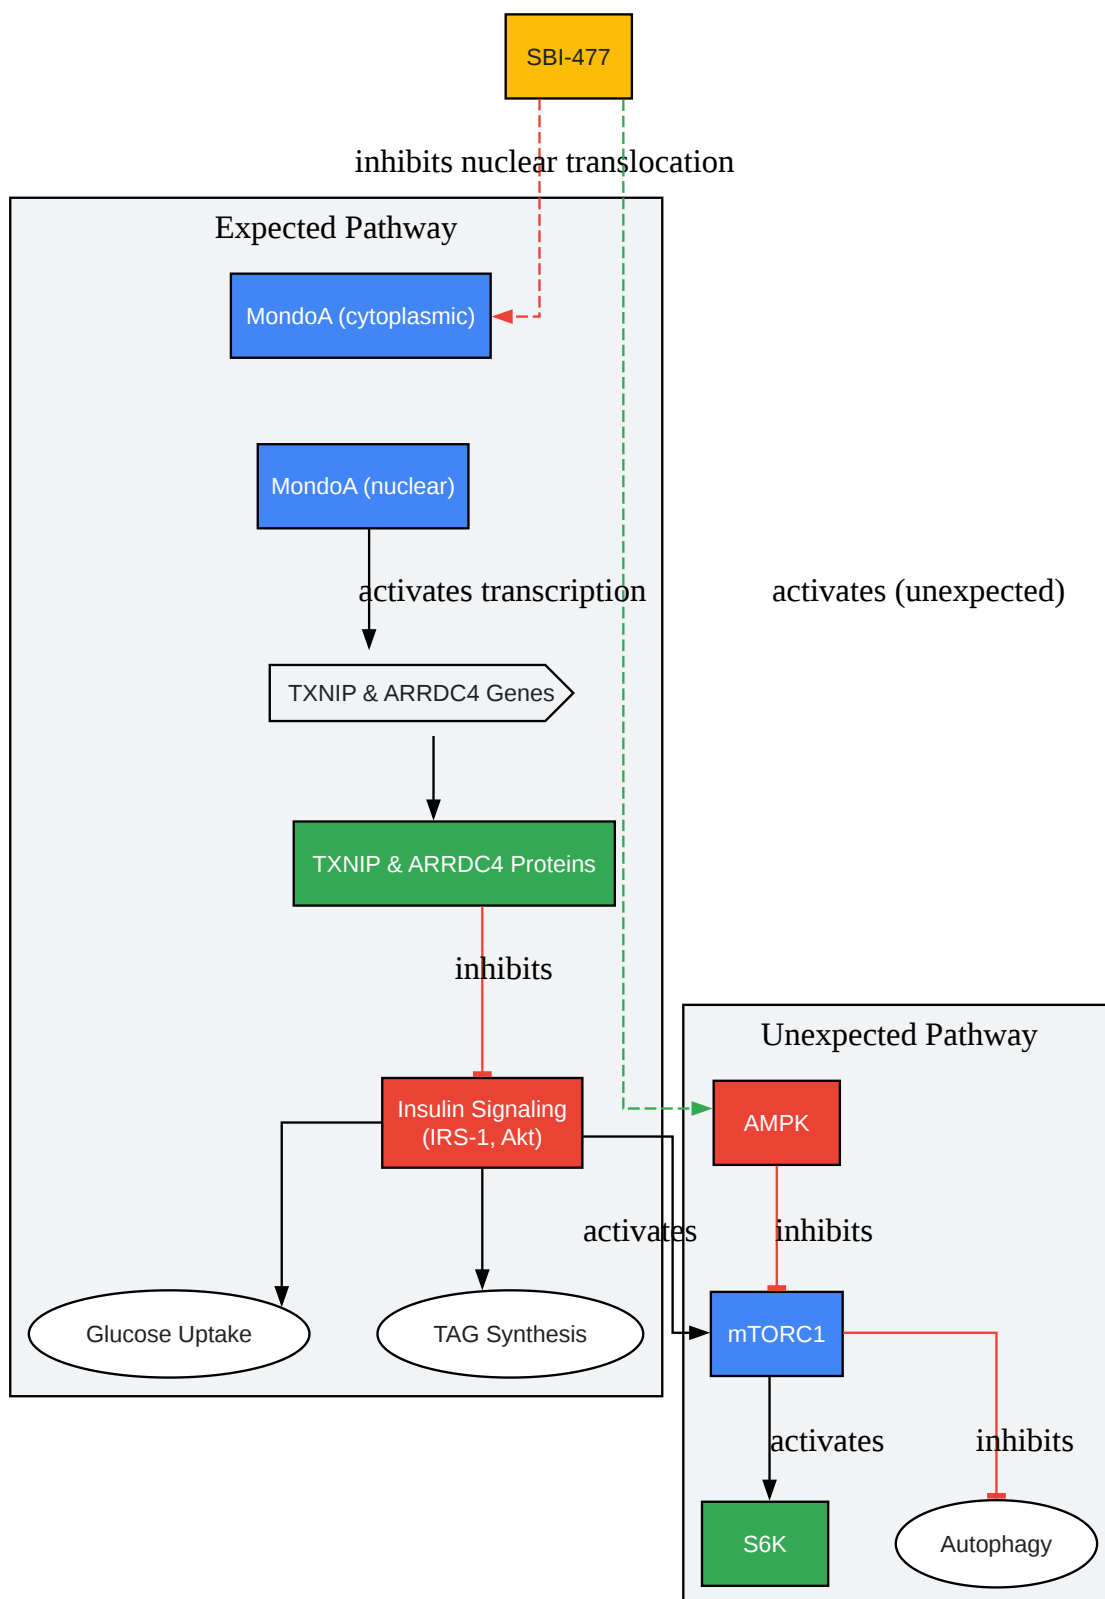 SBI-477
inhibits nuclear translocation
Expected Pathway
MondoA (cytoplasmic)
MondoA (nuclear)
activates transcription
activates (unexpected)
TXNIP & ARRDC4 Genes
TXNIP & ARRDC4 Proteins
inhibits
Unexpected Pathway
Insulin Signaling
(IRS-1, Akt)
AMPK
activates
inhibits
Glucose Uptake
TAG Synthesis
mTORC1
activates
inhibits
S6K
Autophagy